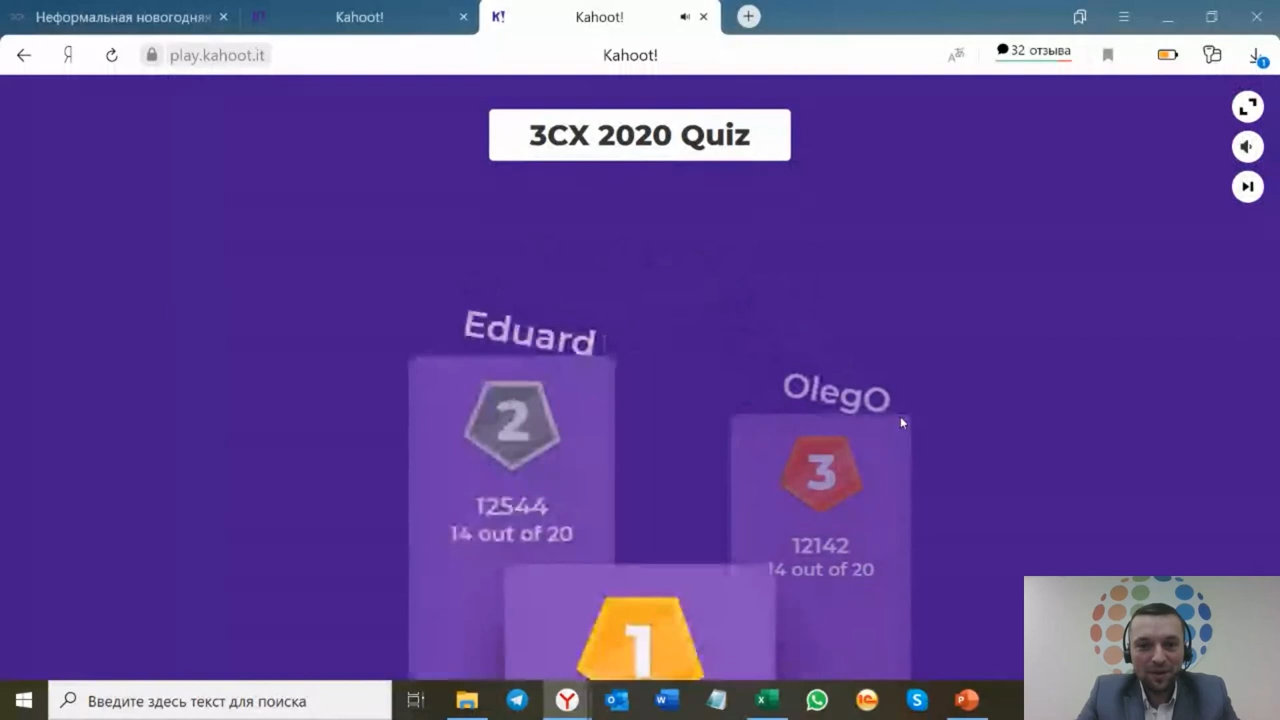 Неформальная новогодняя
Kahoot!
K! Kahoot!
Я
play.kahoot.it
Kahoot!
32 отзыва
1
3CX 2020 Quiz
Eduard
2
12544
14 out of 20
OlegO
3
12142
14 out of 20
1
Введите здесь текст для поиска